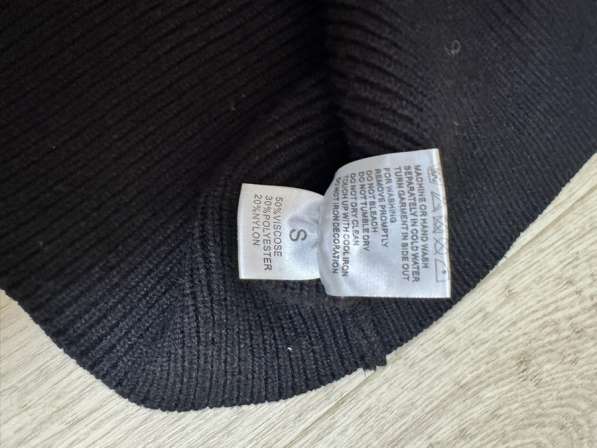 50%VISCOSE
30%POLYESTER
20%NYLON
S
MACHINE OR HAND WASH
SEPARATELY IN COLD WATER
TURN GARMENT IN SIDE OUT
FOR WASHING
REMOVE PROMPTLY
DO NOT BLEACH
DO NOT TUMBLE DRY
DO NOT DRY CLEAN
TOUCH UP WITH COOL IRON
DO NOT IRON DECORATION